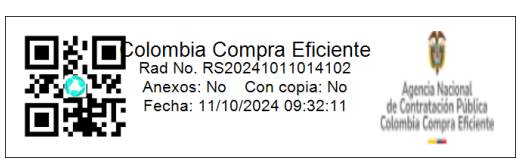 Colombia Compra Eficiente
Rad No. RS20241011014102
Anexos: No Con copia: No
Fecha: 11/10/2024 09:32:11
Agencia Nacional
de Contratación Pública
Colombia Compra Eficiente